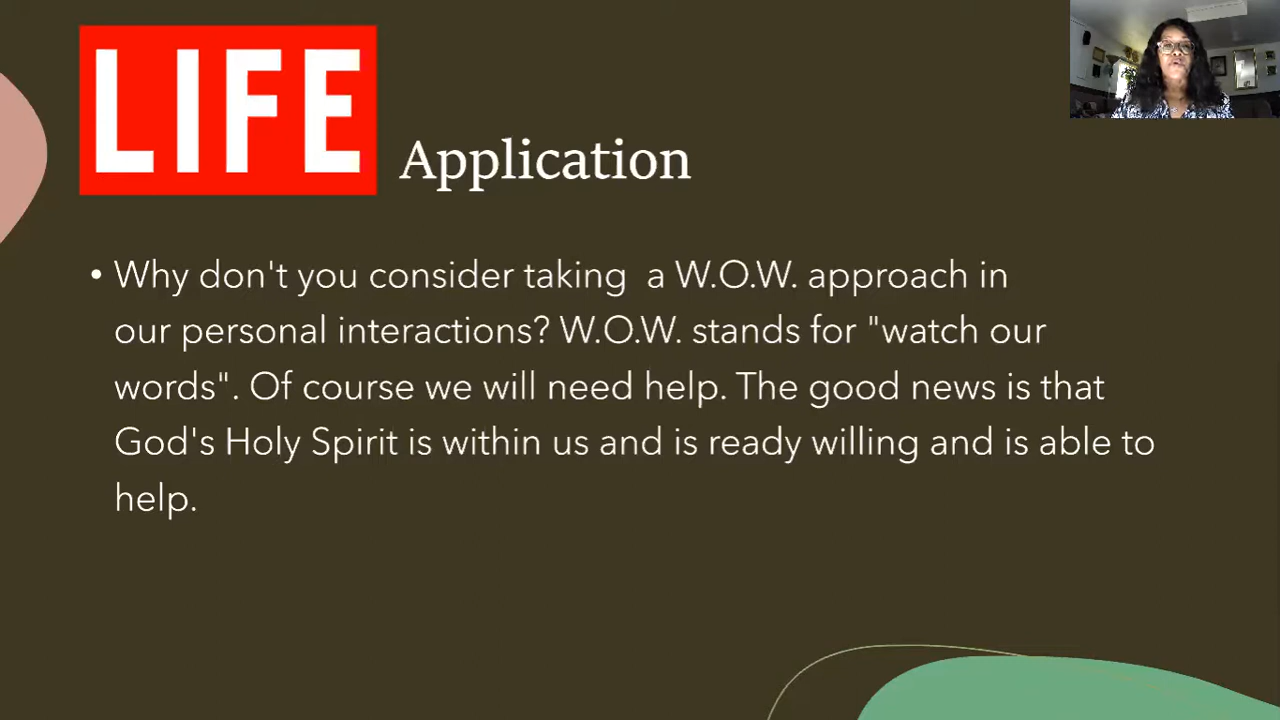 LIFE Application
• Why don't you consider taking  a W.O.W. approach in
our personal interactions? W.O.W. stands for "watch our
words". Of course we will need help. The good news is that
God's Holy Spirit is within us and is ready willing and is able to
help.